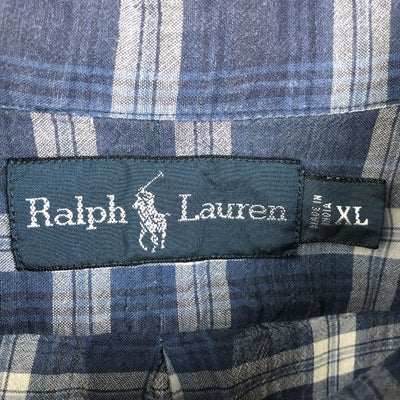 Ralph Lauren
MADE IN
INDIA
XL